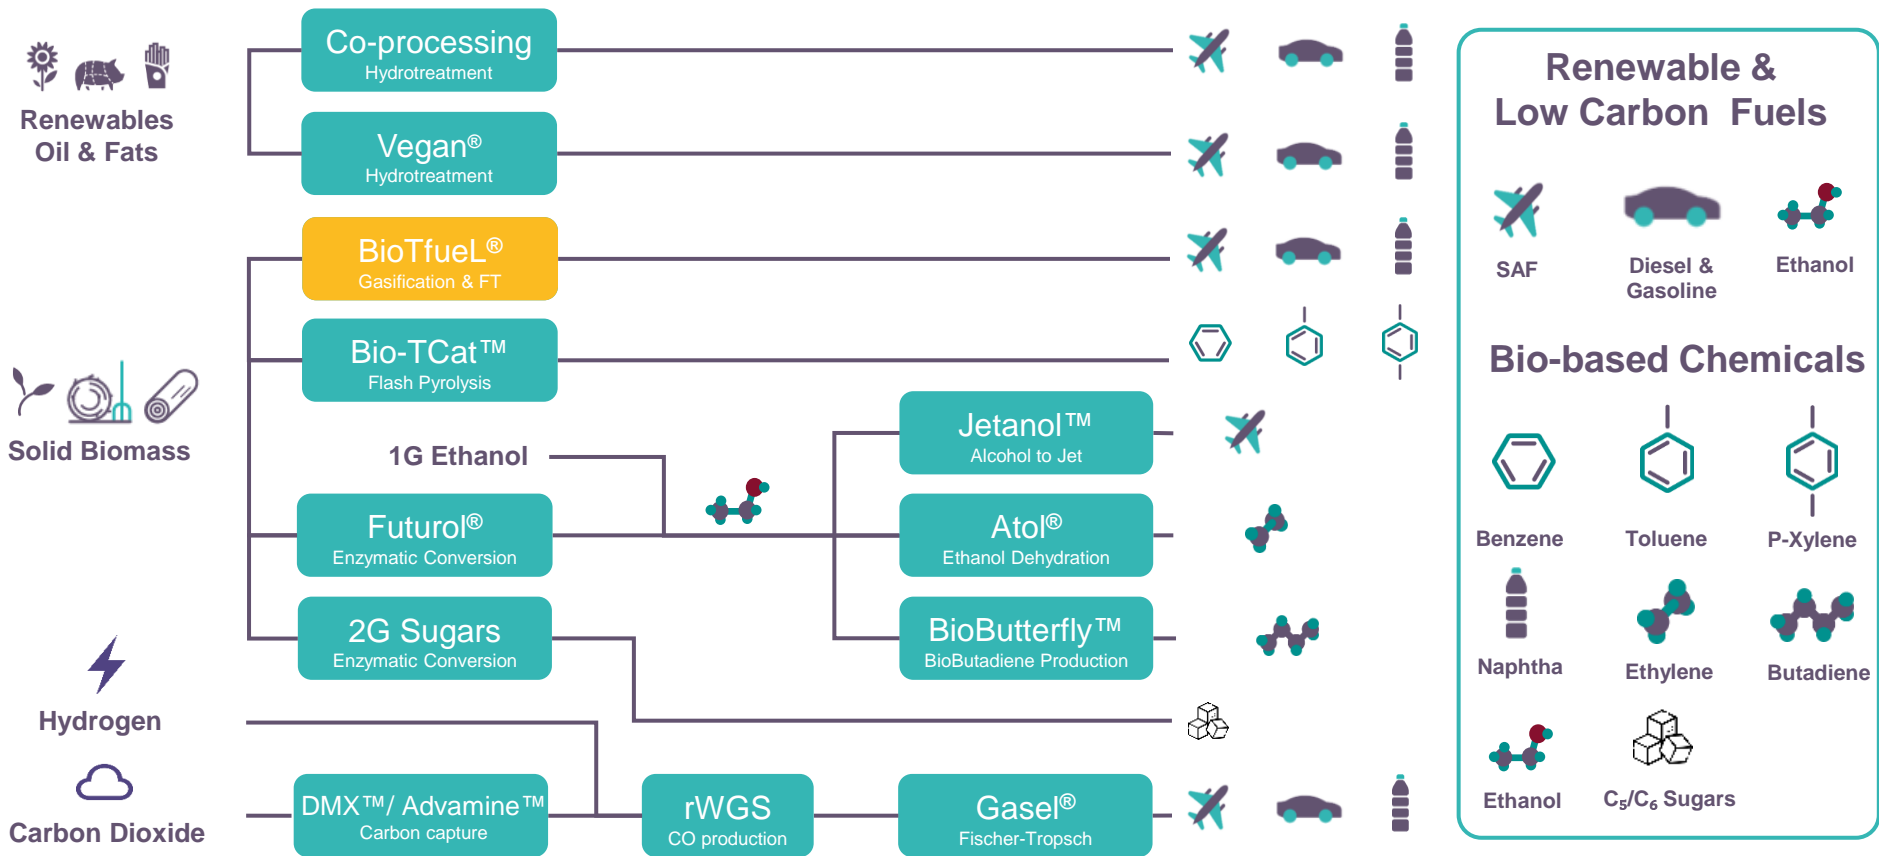 Renewables
Oil & Fats
Co-processing
Hydrotreatment
Vegan®
Hydrotreatment
BioTfueL®
Gasification & FT
Bio-TCat™
Flash Pyrolysis
Solid Biomass
1G Ethanol
Jetanol™
Alcohol to Jet
Futurol®
Enzymatic Conversion
Atol®
Ethanol Dehydration
2G Sugars
Enzymatic Conversion
BioButterfly™
BioButadiene Production
Hydrogen
Carbon Dioxide
DMX™/ Advamine™
Carbon capture
rWGS
CO production
Gasel®
Fischer-Tropsch
Renewable &
Low Carbon Fuels
SAF
Diesel &
Gasoline
Ethanol
Bio-based Chemicals
Benzene
Toluene
P-Xylene
Naphtha
Ethylene
Butadiene
Ethanol
C₅/C₆ Sugars